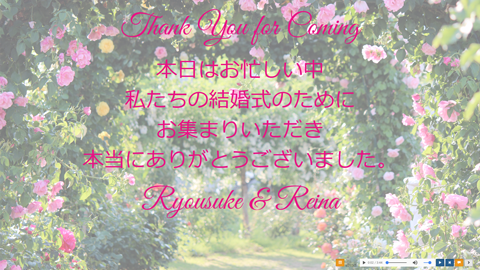 Thank You for Coming
本日はお忙しい中
私たちの結婚式のために
お集まりいただき
本当にありがとうございました。
Ryousuke & Reina